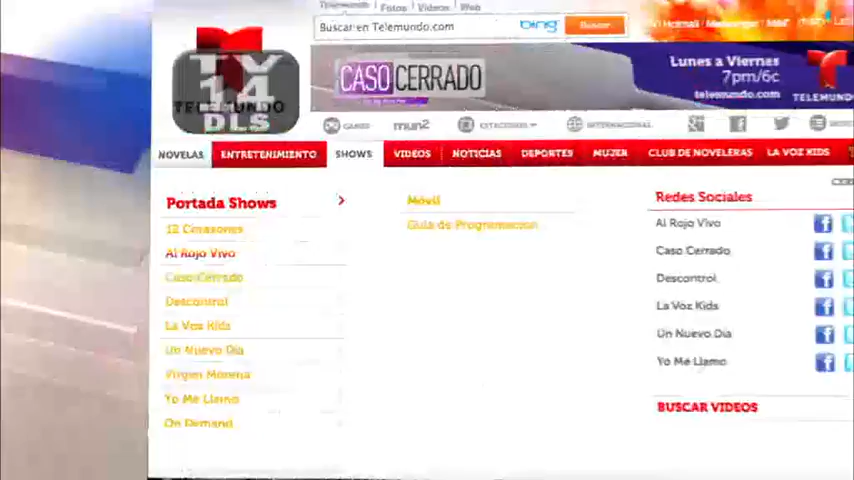 Telemundo | Fotos | Videos | Web
Buscar en Telemundo.com
bing
Buscar
Hotmail
Messenger
MSN
TV
14
DLS
TELEMUNDO
CASO CERRADO
Lunes a Viernes
7pm/6c
telemundo.com
TELEMUNDO
GAMES
mun2
ESTACIONES
INTERNACIONAL
NOVELAS
ENTRETENIMIENTO
SHOWS
VIDEOS
NOTICIAS
DEPORTES
MUJER
CLUB DE NOVELERAS
LA VOZ KIDS
Portada Shows
12 Corazones
Al Rojo Vivo
Caso Cerrado
Descontrol
La Voz Kids
Un Nuevo Día
Virgen Morena
Yo Me Llamo
On Demand
Móvil
Guía de Programación
Redes Sociales
Al Rojo Vivo
Caso Cerrado
Descontrol
La Voz Kids
Un Nuevo Día
Yo Me Llamo
BUSCAR VIDEOS